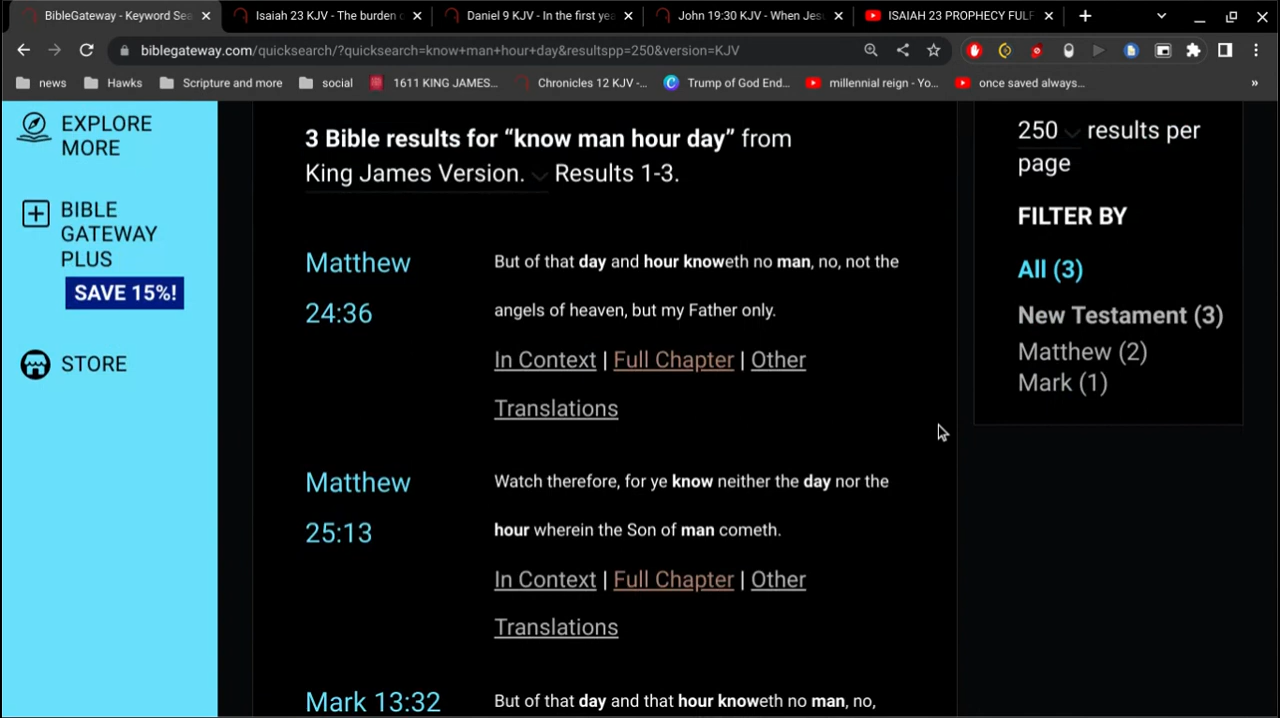 BibleGateway - Keyword Sea
Isaiah 23 KJV - The burden o
Daniel 9 KJV - In the first yea
John 19:30 KJV - When Jesu
ISAIAH 23 PROPHECY FULF
biblegateway.com/quicksearch/?quicksearch=know+man+hour+day&resultspp=250&version=KJV
news
Hawks
Scripture and more
social
1611 KING JAMES...
Chronicles 12 KJV -...
Trump of God End...
millennial reign - Yo...
once saved always...
»
EXPLORE
MORE
BIBLE
GATEWAY
PLUS
SAVE 15%!
STORE
3 Bible results for “know man hour day” from
King James Version. Results 1-3.
Matthew
24:36
But of that day and hour knoweth no man, no, not the
angels of heaven, but my Father only.
In Context | Full Chapter | Other
Translations
Matthew
25:13
Watch therefore, for ye know neither the day nor the
hour wherein the Son of man cometh.
In Context | Full Chapter | Other
Translations
Mark 13:32
But of that day and that hour knoweth no man, no,
250 results per
page
FILTER BY
All (3)
New Testament (3)
Matthew (2)
Mark (1)